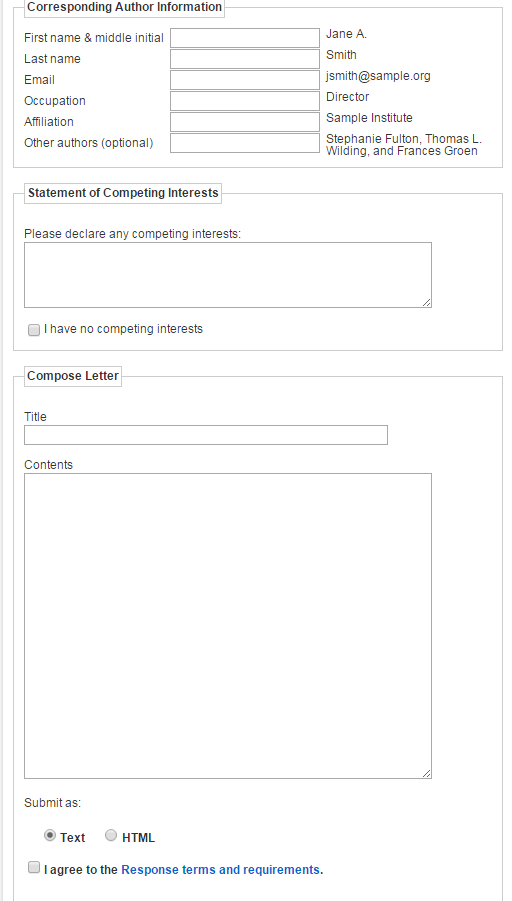 Corresponding Author Information
First name & middle initial Jane A.
Last name Smith
Email jsmith@sample.org
Occupation Director
Affiliation Sample Institute
Other authors (optional) Stephanie Fulton, Thomas L.
Wilding, and Frances Groen
Statement of Competing Interests
Please declare any competing interests:
I have no competing interests
Compose Letter
Title
Contents
Submit as:
Text HTML
I agree to the Response terms and requirements.